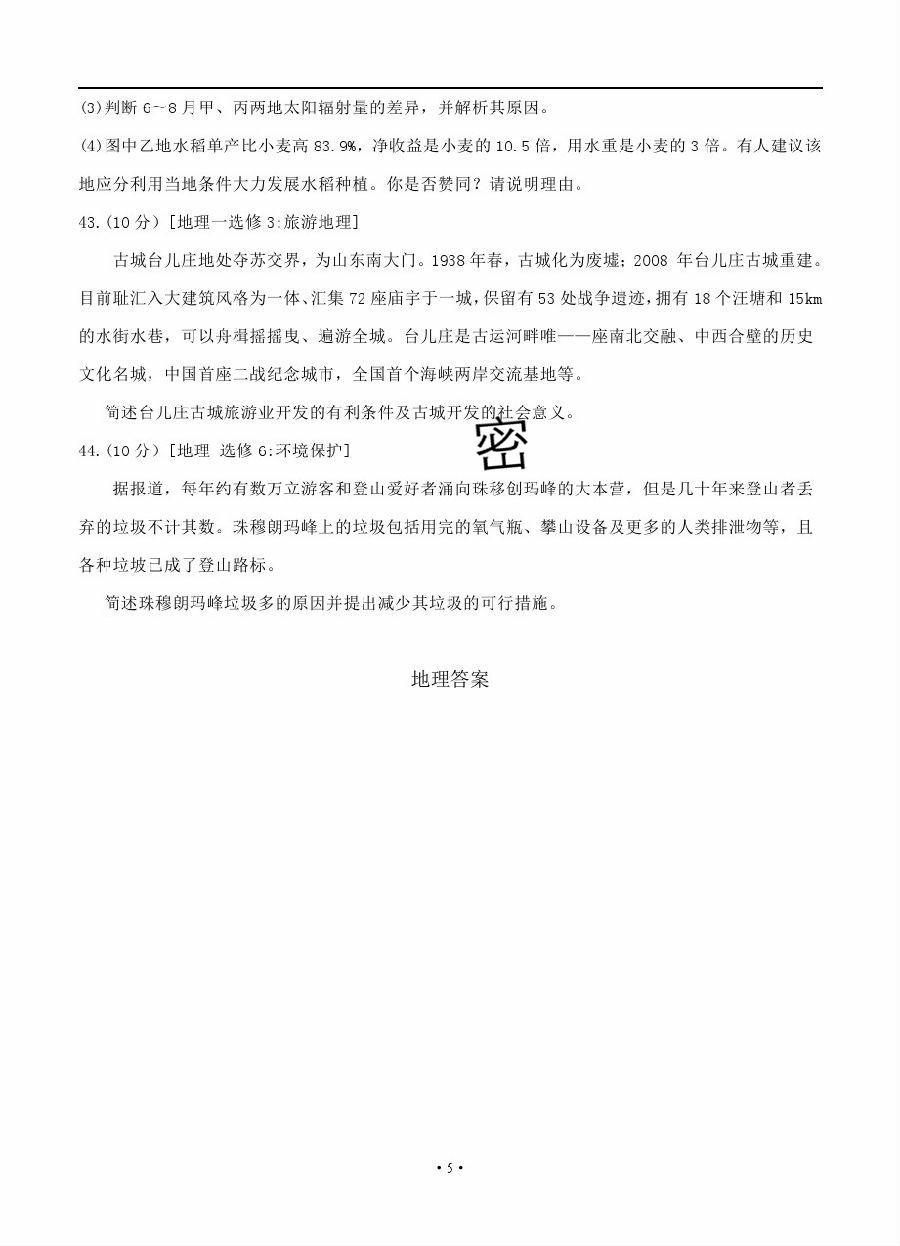 (3)判断 6~8 月甲、丙两地太阳辐射量的差异，并解析其原因。
(4)图中乙地水稻单产比小麦高 83.9%，净收益是小麦的 10.5 倍，用水重是小麦的 3 倍。有人建议该
地应分利用当地条件大力发展水稻种植。你是否赞同？请说明理由。
43.(10 分) [地理一选修 3:旅游地理]
古城台儿庄地处夺苏交界，为山东南大门。1938 年春，古城化为废墟；2008 年台儿庄古城重建。
目前耻汇入大建筑风格为一体、汇集 72 座庙宇于一城，保留有 53 处战争遗迹，拥有 18 个汪塘和 15km
的水街水巷，可以舟楫摇摇曳、遍游全城。台儿庄是古运河畔唯——座南北交融、中西合璧的历史
文化名城，中国首座二战纪念城市，全国首个海峡两岸交流基地等。
简述台儿庄古城旅游业开发的有利条件及古城开发的社会意义。
密
44.(10 分) [地理 选修 6:环境保护]
据报道，每年约有数万立游客和登山爱好者涌向珠移创玛峰的大本营，但是几十年来登山者丢
弃的垃圾不计其数。珠穆朗玛峰上的垃圾包括用完的氧气瓶、攀山设备及更多的人类排泄物等，且
各种垃圾已成了登山路标。
简述珠穆朗玛峰垃圾多的原因并提出减少其垃圾的可行措施。
地理答案
·5·